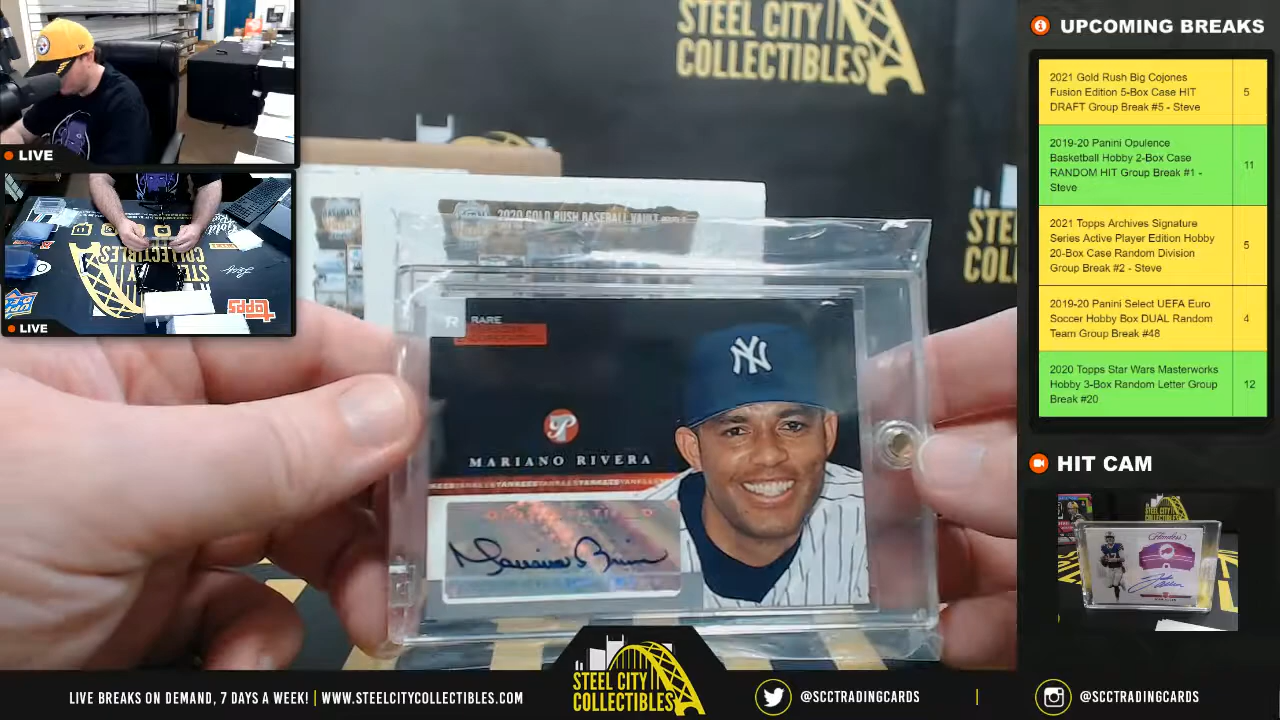 LIVE
LIVE
STEEL CITY
COLLECTIBLES
2020 GOLD RUSH BASEBALL VAULT
STEEL
COL
R RARE
P
MARIANO RIVERA
YANKEES
NY
topps
UPCOMING BREAKS
2021 Gold Rush Big Cojones
Fusion Edition 5-Box Case HIT
DRAFT Group Break #5 - Steve
5
2019-20 Panini Opulence
Basketball Hobby 2-Box Case
RANDOM HIT Group Break #1 -
Steve
11
2021 Topps Archives Signature
Series Active Player Edition Hobby
20-Box Case Random Division
Group Break #2 - Steve
5
2019-20 Panini Select UEFA Euro
Soccer Hobby Box DUAL Random
Team Group Break #48
4
2020 Topps Star Wars Masterworks
Hobby 3-Box Random Letter Group
Break #20
12
HIT CAM
Flawless
LIVE BREAKS ON DEMAND, 7 DAYS A WEEK! | WWW.STEELCITYCOLLECTIBLES.COM
STEEL CITY
COLLECTIBLES
@SCCTRADINGCARDS
|
@SCCTRADINGCARDS